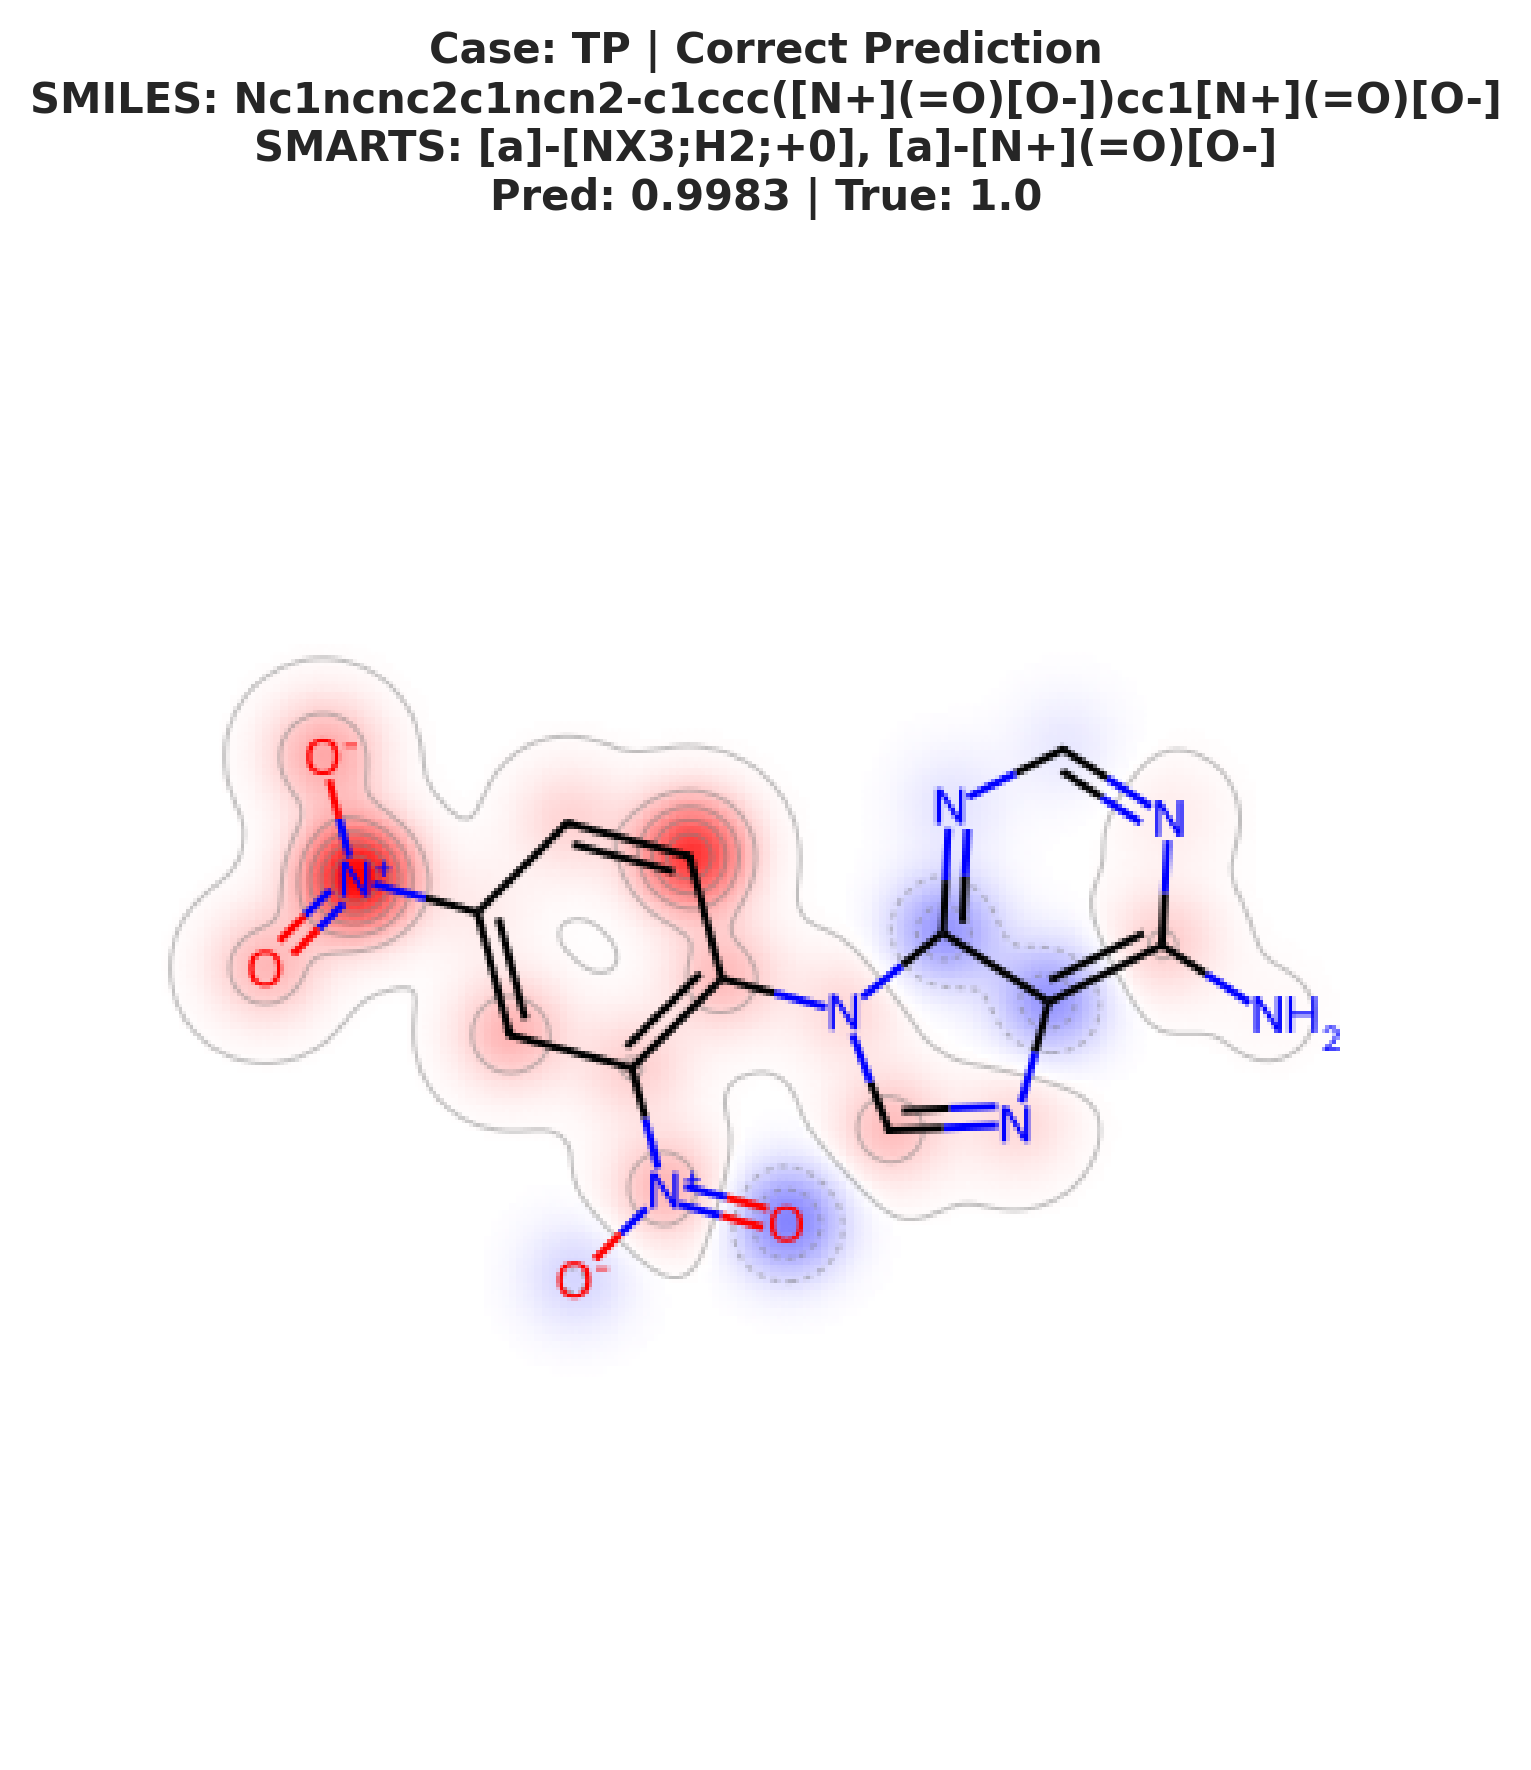 Case: TP | Correct Prediction
SMILES: Nc1ncnc2c1ncn2-c1ccc([N+](=O)[O-])cc1[N+](=O)[O-]
SMARTS: [a]-[NX3;H2;+0], [a]-[N+](=O)[O-]
Pred: 0.9983 | True: 1.0
O-
N N
N+
O
N NH2
N
N+
O
O-